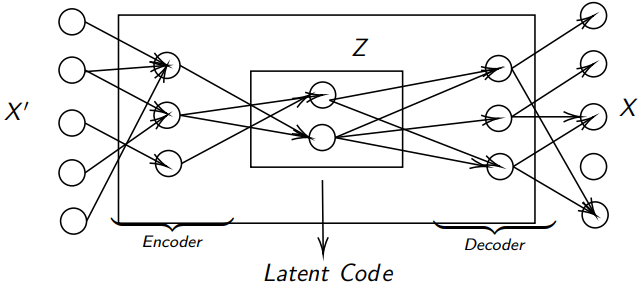 Z
X′
X
Encoder
Decoder
Latent Code